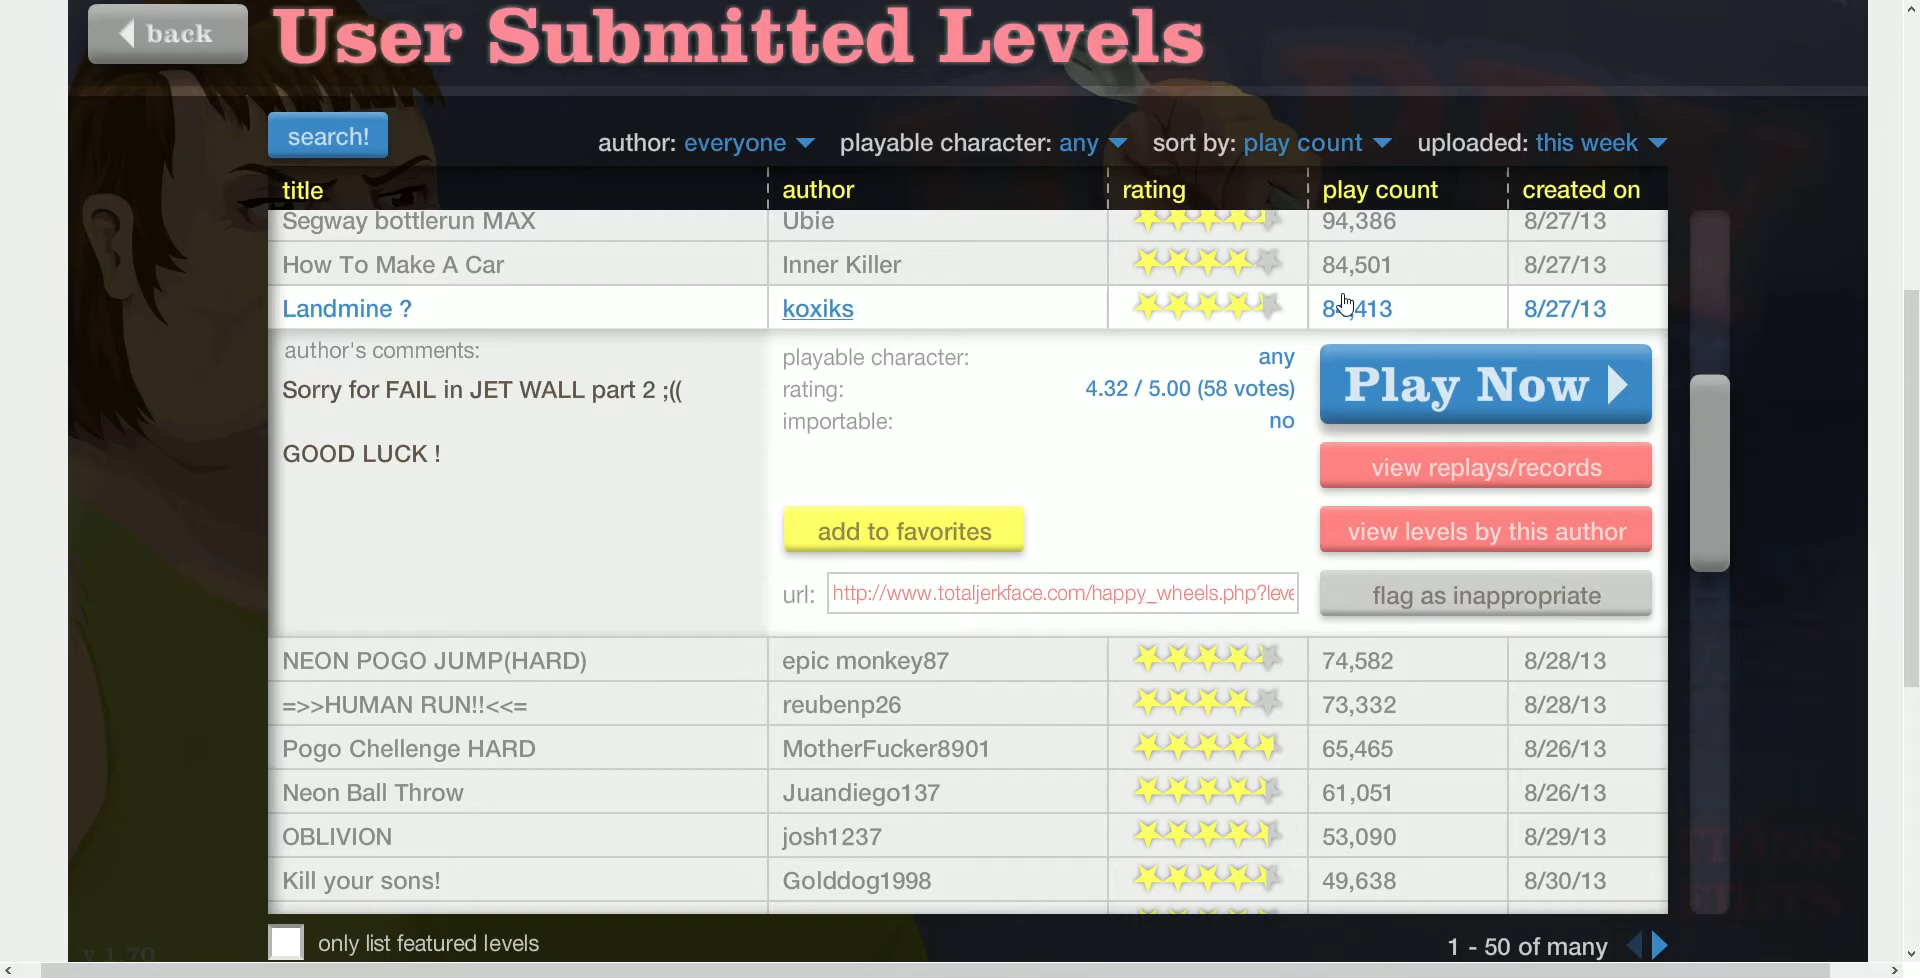 back
User Submitted Levels
search!
author: everyone playable character: any sort by: play count uploaded: this week
title author rating play count created on
Segway bottlerun MAX Ubie 94,386 8/27/13
How To Make A Car Inner Killer 84,501 8/27/13
Landmine ? koxiks 8/27/13
author's comments:
Sorry for FAIL in JET WALL part 2 ;((
GOOD LUCK !
playable character: any
rating: 4.32 / 5.00 (58 votes)
importable: no
Play Now
view replays/records
add to favorites
view levels by this author
url: http://www.totaljerkface.com/happy_wheels.php?leve
flag as inappropriate
NEON POGO JUMP(HARD) epic monkey87 74,582 8/28/13
=>>HUMAN RUN!!<<= reubenp26 73,332 8/28/13
Pogo Chellenge HARD MotherFucker8901 65,465 8/26/13
Neon Ball Throw Juandiego137 61,051 8/26/13
OBLIVION josh1237 53,090 8/29/13
Kill your sons! Golddog1998 49,638 8/30/13
only list featured levels
1 - 50 of many
v 1.70